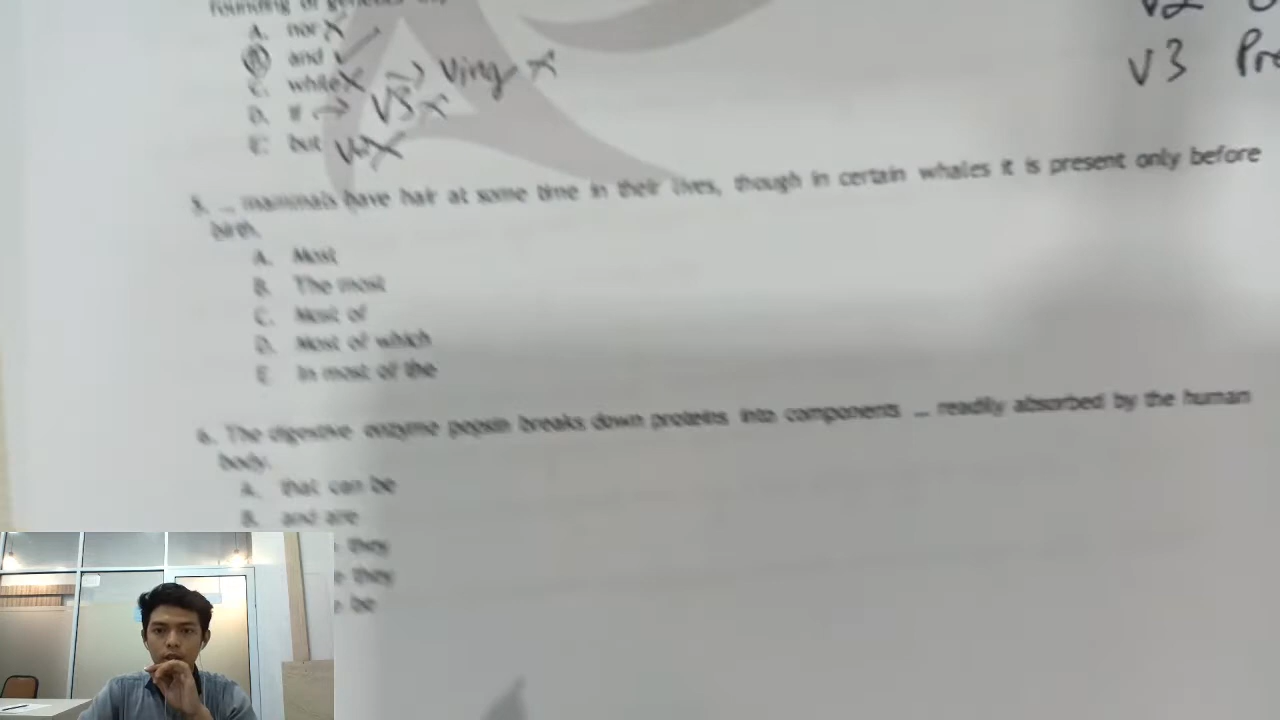 founding of
A. nor X
B. and ✓
C. while X → Ving X
D. If → V3 X
E. but X
5. ... mammals have hair at some time in their lives, though in certain whales it is present only before
birth.
A. Most
B. The most
C. Most of
D. Most of which
E. In most of the
6. The digestive enzyme pepsin breaks down proteins into components ... readily absorbed by the human
body.
A. that can be
B. and are
they
they
be
V2
V3